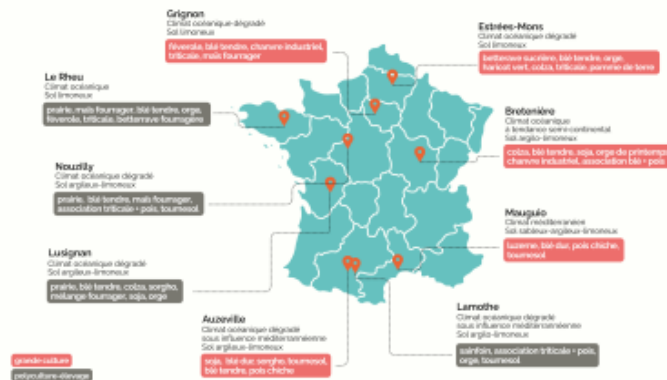 Grignon
Climat océanique dégradé
Sol limoneux
féverole, blé tendre, chanvre industriel,
triticale, maïs fourrager
Estrées-Mons
Climat océanique dégradé
Sol limoneux
betterave sucrière, blé tendre, orge,
haricot vert, colza, triticale, pomme de terre
Le Rheu
Climat océanique
Sol limoneux
prairie, maïs fourrager, blé tendre, orge,
féverole, triticale, betterave fourragère
Bretenière
Climat océanique
à tendance semi-continental
Sol argilo-limoneux
colza, blé tendre, soja, orge de printemps,
chanvre industriel, association blé + pois
Nouzilly
Climat océanique dégradé
Sol argileux-limoneux
prairie, blé tendre, maïs fourrager,
association triticale + pois, tournesol
Mauguio
Climat méditerranéen
Sol sableux-argileux-limoneux
luzerne, blé dur, pois chiche,
tournesol
Lusignan
Climat océanique dégradé
Sol argileux-limoneux
prairie, blé tendre, colza, sorgho,
mélange fourrager, soja, orge
Auzeville
Climat océanique dégradé
sous influence méditerranéenne
Sol argileux-limoneux
soja, blé dur, sorgho, tournesol,
blé tendre, pois chiche
Lamothe
Climat océanique dégradé
sous influence méditerranéenne
Sol argilo-limoneux
sainfoin, association triticale + pois,
orge, tournesol
grande culture
polyculture-élevage